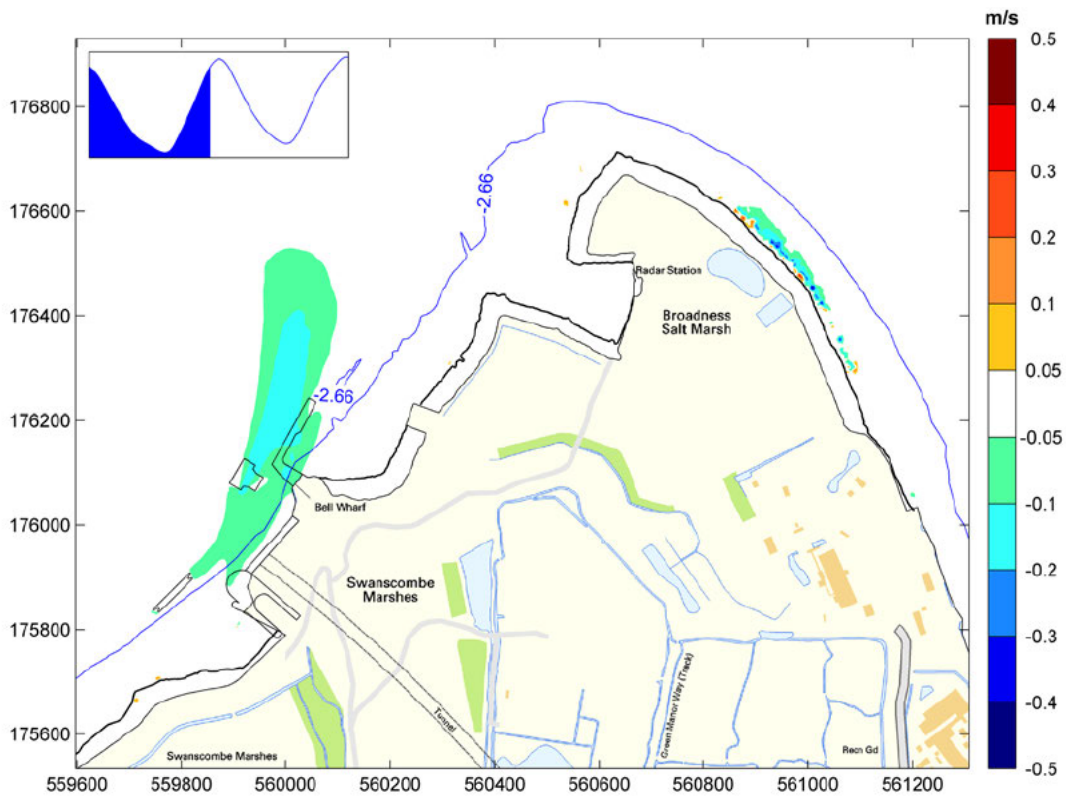 m/s
0.5
0.4
0.3
0.2
0.1
0.05
-0.05
-0.1
-0.2
-0.3
-0.4
-0.5
176800
176600
176400
176200
176000
175800
175600
-2.66
-2.66
Radar Station
Broadness
Salt Marsh
Bell Wharf
Swanscombe
Marshes
Tunnel
Green Manor Way (Track)
Swanscombe Marshes
Recn Gd
559600 559800 560000 560200 560400 560600 560800 561000 561200